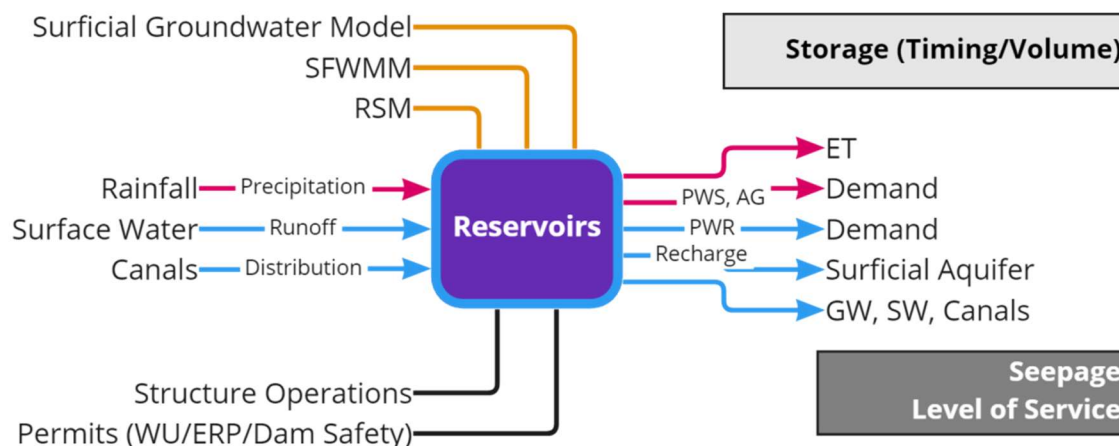 Surficial Groundwater Model
SFWMM
RSM
Storage (Timing/Volume)
Rainfall
Precipitation
Surface Water
Runoff
Canals
Distribution
Reservoirs
ET
PWS, AG
Demand
PWR
Demand
Recharge
Surficial Aquifer
GW, SW, Canals
Structure Operations
Permits (WU/ERP/Dam Safety)
Seepage
Level of Service